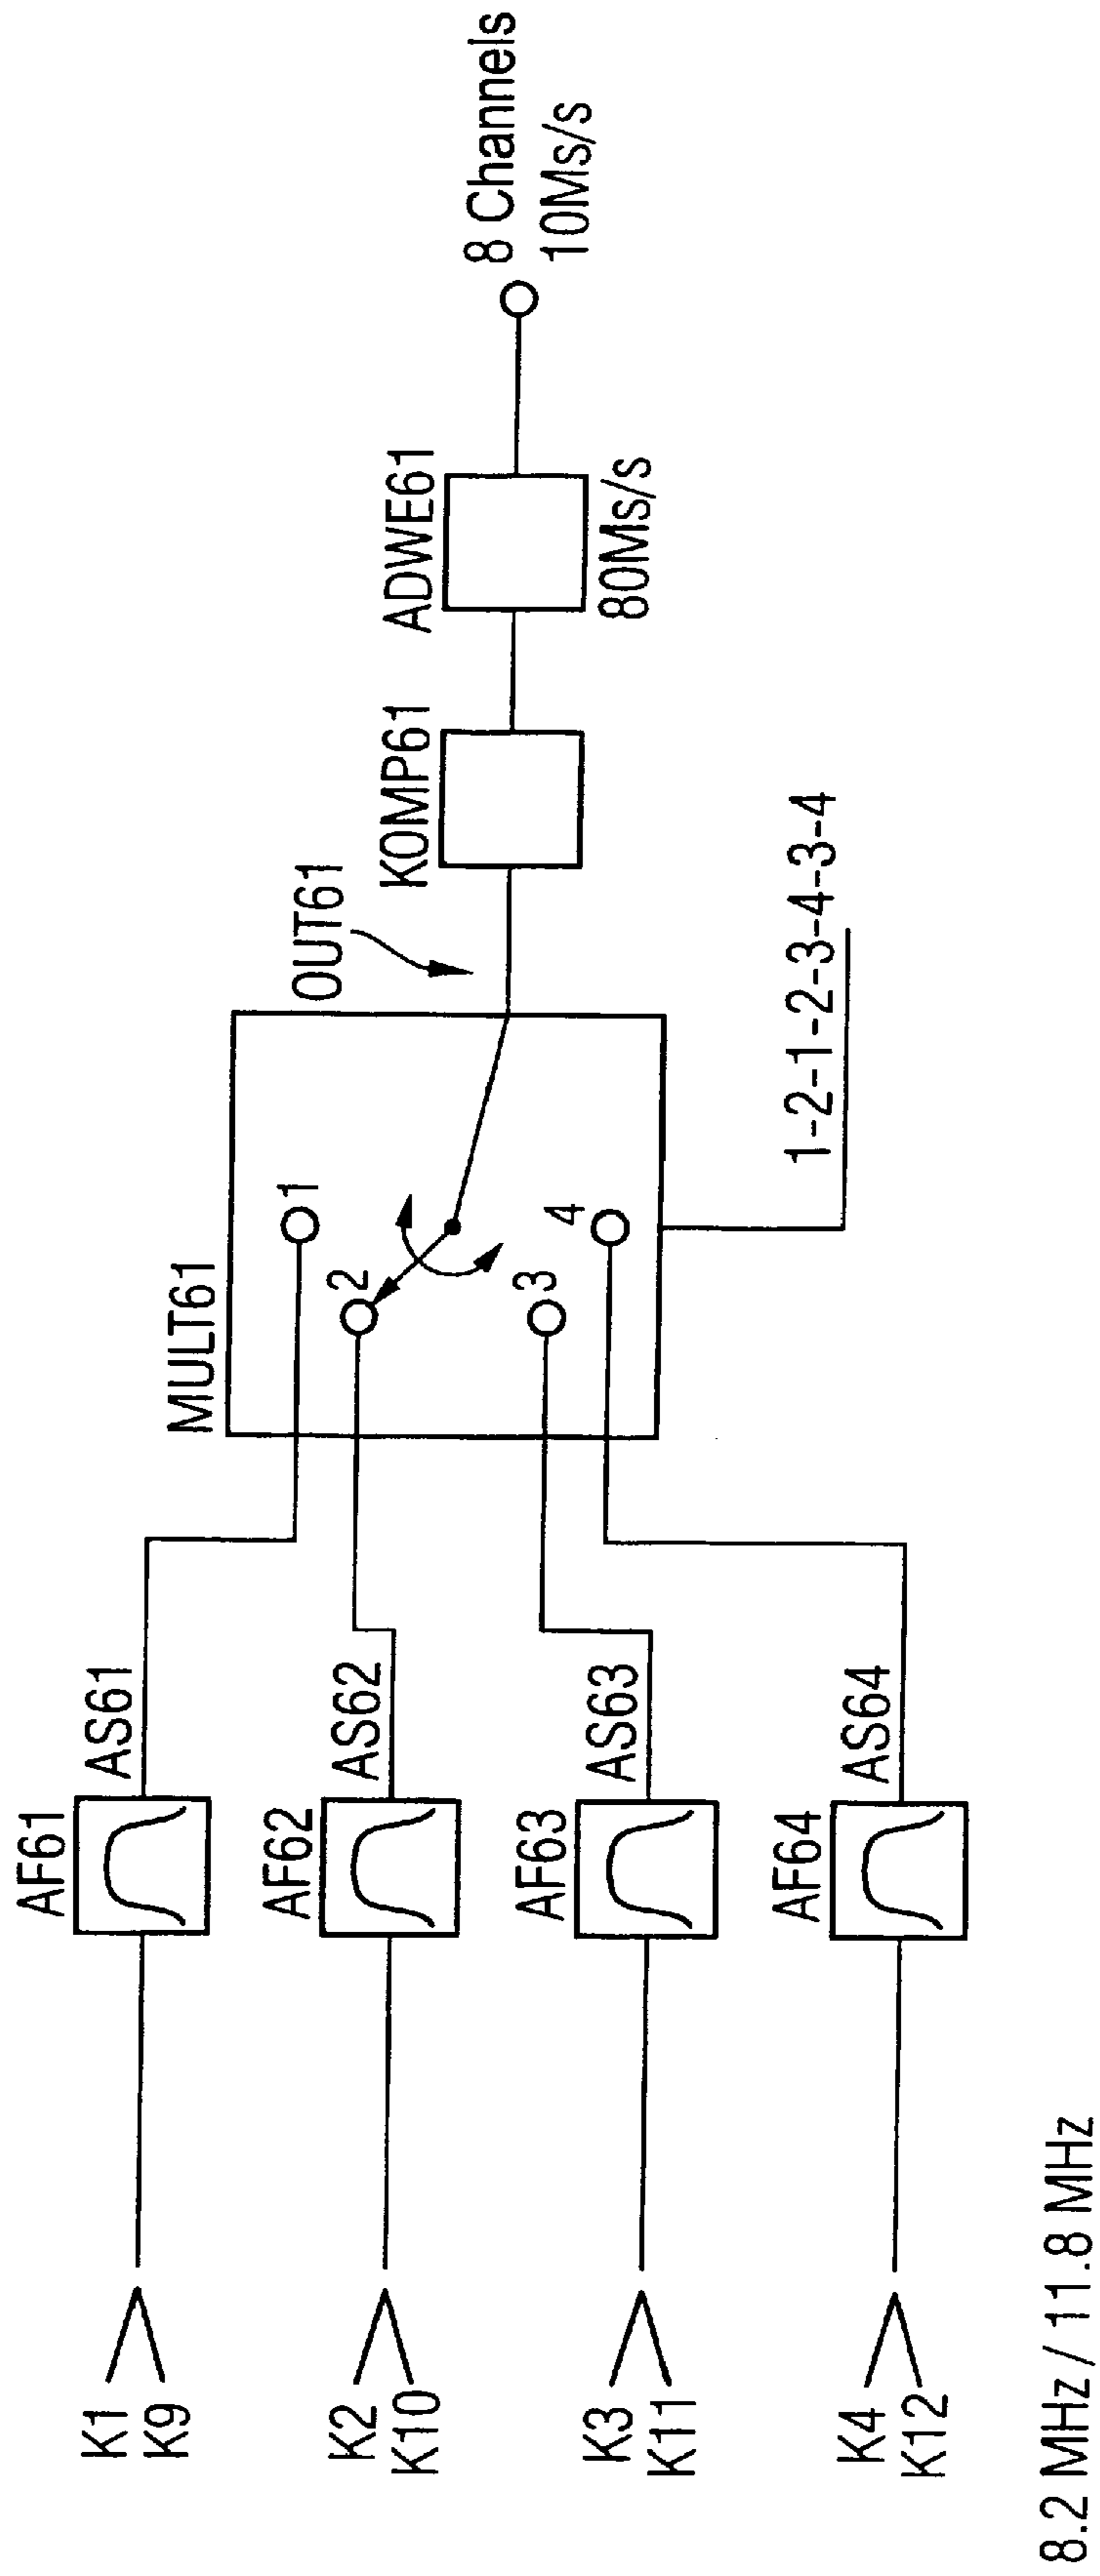 K1
K9
AF61
AS61
K2
K10
AF62
AS62
K3
K11
AF63
AS63
K4
K12
AF64
AS64
MULT61
1
2
3
4
OUT61
1-2-1-2-3-4-3-4
KOMP61
ADWE61
80Ms/s
8 Channels
10Ms/s
8.2 MHz / 11.8 MHz